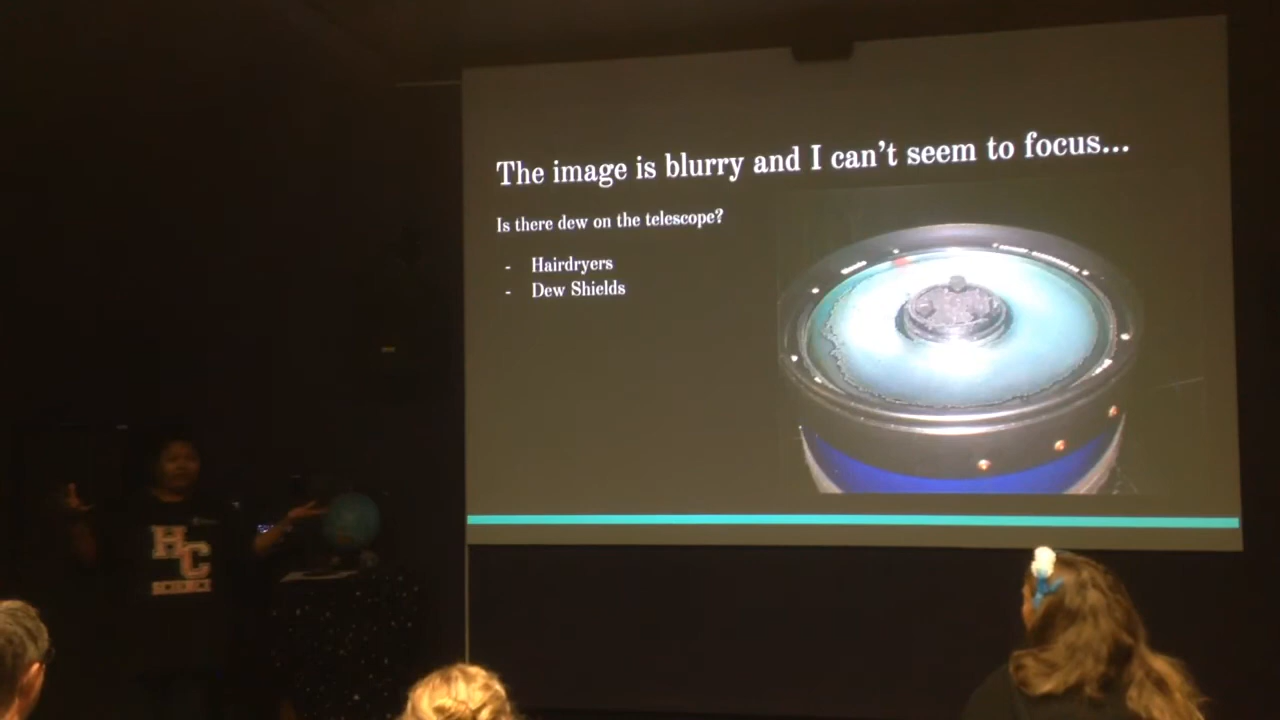 The image is blurry and I can't seem to focus...
Is there dew on the telescope?
- Hairdryers
- Dew Shields
HC
SCIENCE